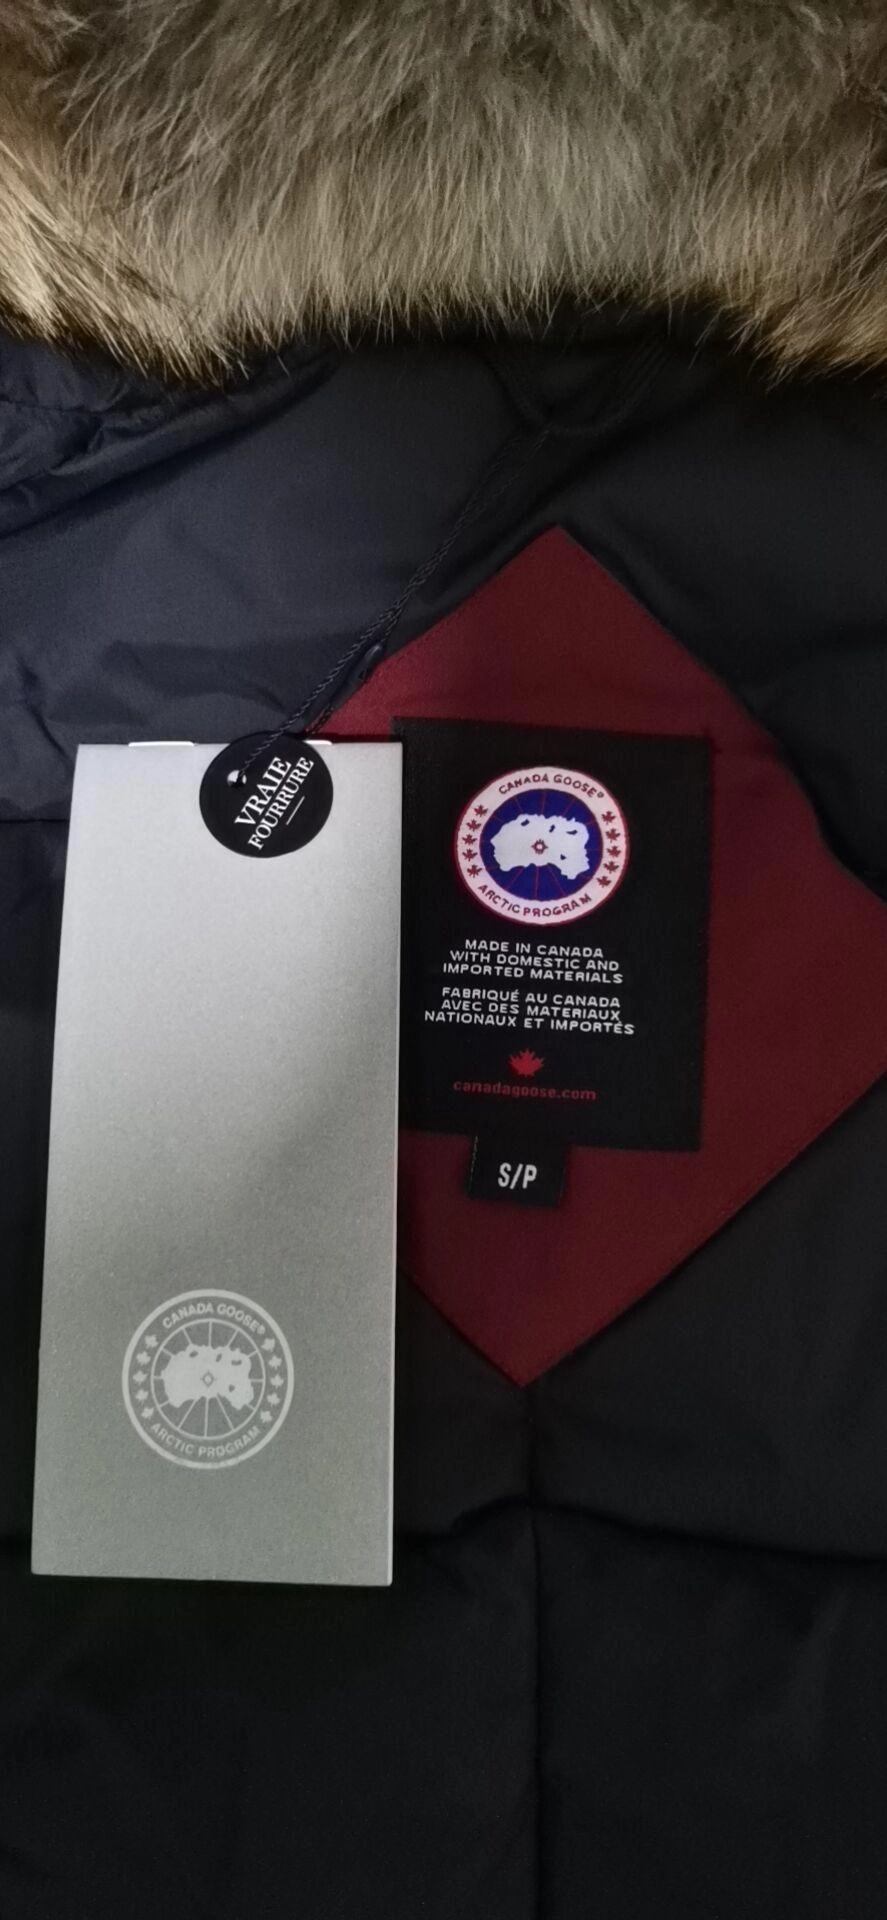 VRAIE
FOURRURE
CANADA GOOSE®
ARCTIC PROGRAM
MADE IN CANADA
WITH DOMESTIC AND
IMPORTED MATERIALS
FABRIQUÉ AU CANADA
AVEC DES MATERIAUX
NATIONAUX ET IMPORTÉS
canadagoose.com
S/P
CANADA GOOSE®
ARCTIC PROGRAM